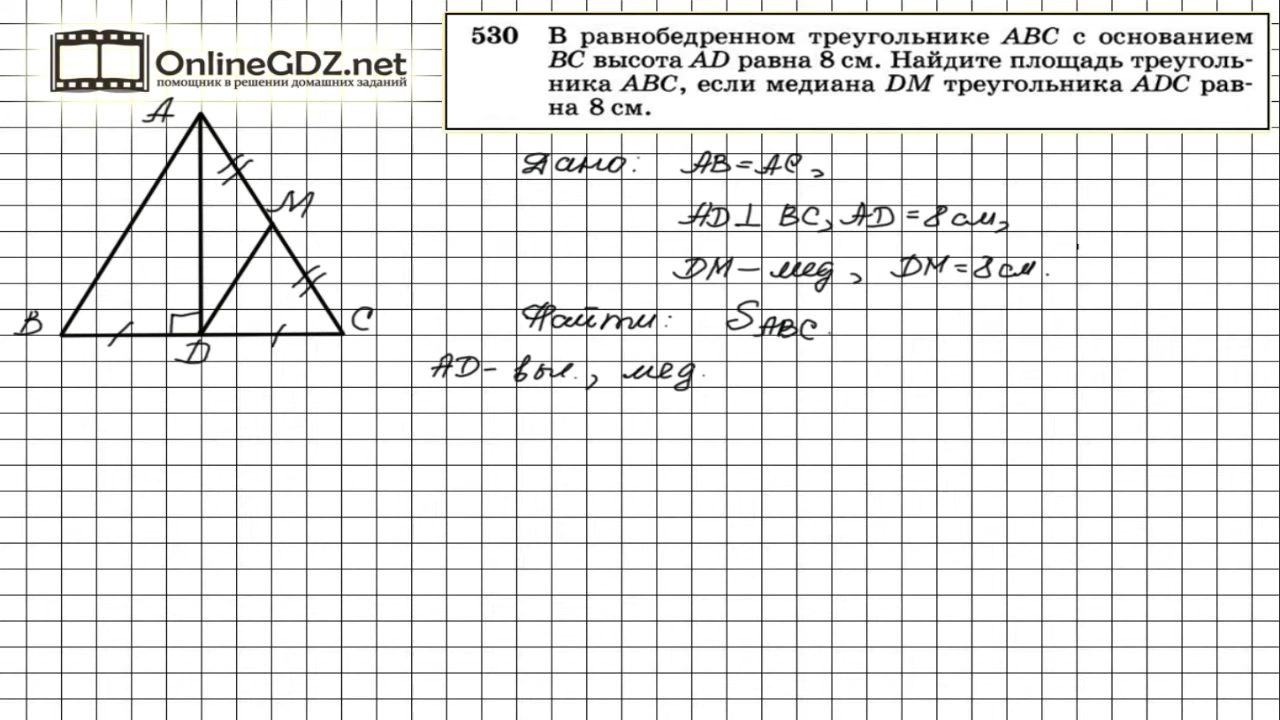 OnlineGDZ.net
помощник в решении домашних заданий
530 В равнобедренном треугольнике ABC с основанием
BC высота AD равна 8 см. Найдите площадь треуголь-
ника ABC, если медиана DM треугольника ADC рав-
на 8 см.
A
M
B
D
C
Дано: AB = AC,
AD ⊥ BC, AD = 8 см,
DM – мед, DM = 8 см.
Найти: S ABC.
AD – выс., мед.